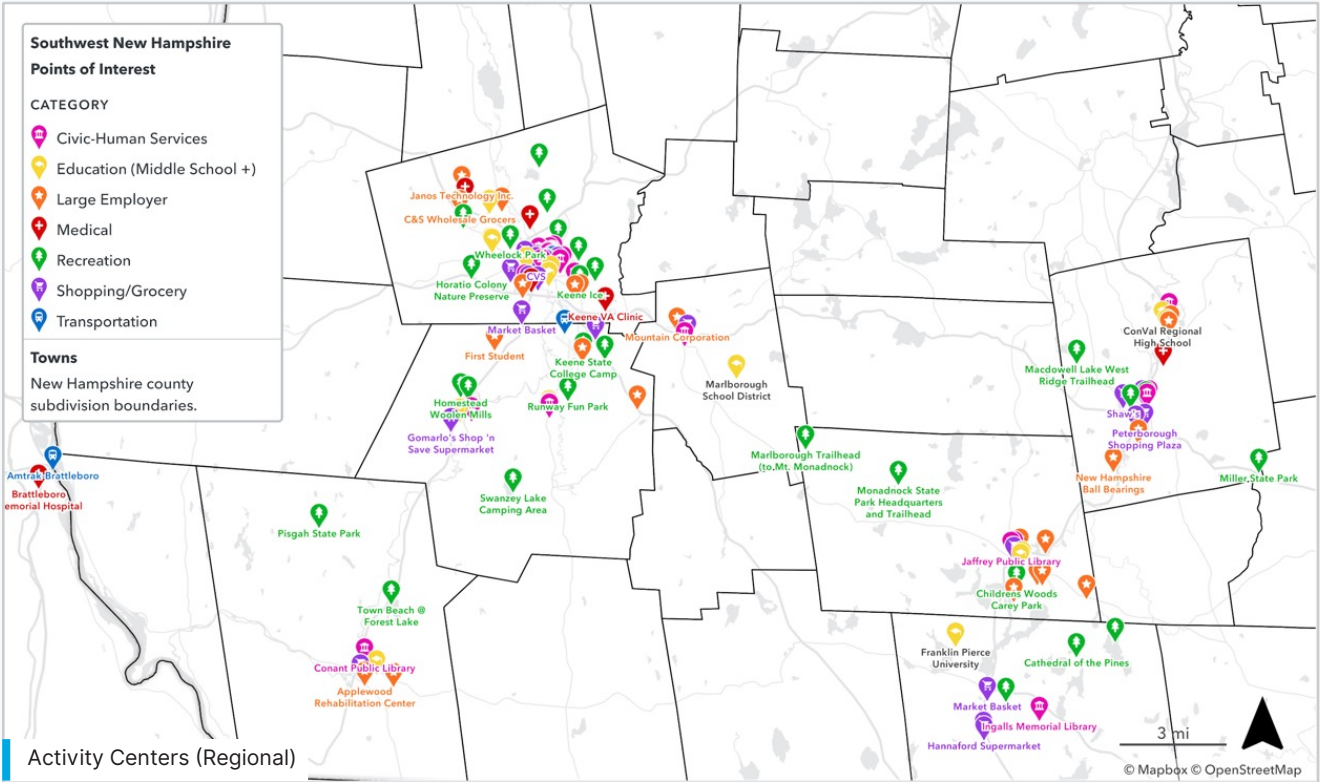 Southwest New Hampshire
Points of Interest
CATEGORY
Civic-Human Services
Education (Middle School +)
Large Employer
Medical
Recreation
Shopping/Grocery
Transportation
Towns
New Hampshire county
subdivision boundaries.
Janos Technology Inc.
C&S Wholesale Grocers
Wheelock Park
CVS
Horatio Colony
Nature Preserve
Keene Ice
Keene VA Clinic
Market Basket
Mountain Corporation
First Student
Keene State
College Camp
Marlborough
School District
Homestead
Woolen Mills
Runway Fun Park
Gomarlo's Shop 'n
Save Supermarket
ConVal Regional
High School
Macdowell Lake West
Ridge Trailhead
Shaw's
Peterborough
Shopping Plaza
Marlborough Trailhead
(to Mt. Monadnock)
Amtrak Brattleboro
Brattleboro
emorial Hospital
Swanzey Lake
Camping Area
Monadnock State
Park Headquarters
and Trailhead
New Hampshire
Ball Bearings
Miller State Park
Pisgah State Park
Jaffrey Public Library
Childrens Woods
Carey Park
Town Beach @
Forest Lake
Franklin Pierce
University
Cathedral of the Pines
Conant Public Library
Applewood
Rehabilitation Center
Market Basket
Ingalls Memorial Library
Hannaford Supermarket
3 mi
Activity Centers (Regional)
© Mapbox © OpenStreetMap